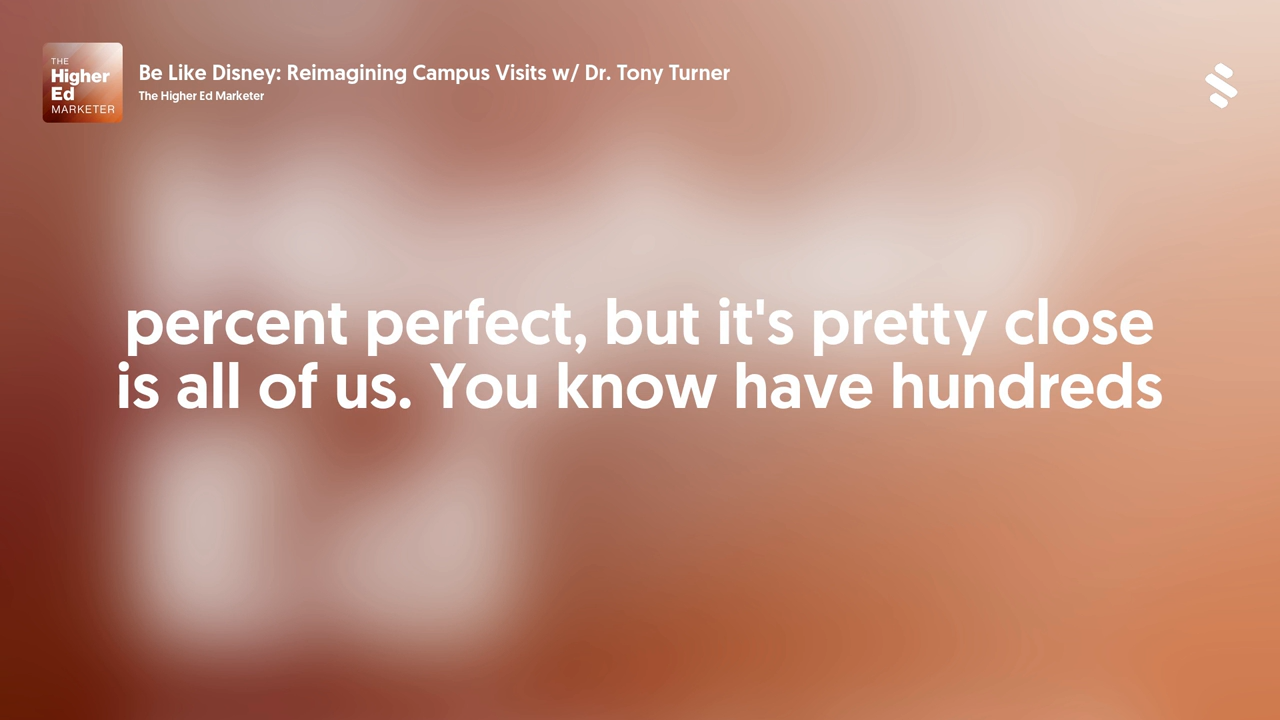 THE
Higher
Ed
MARKETER
Be Like Disney: Reimagining Campus Visits w/ Dr. Tony Turner
The Higher Ed Marketer
percent perfect, but it's pretty close
is all of us. You know have hundreds